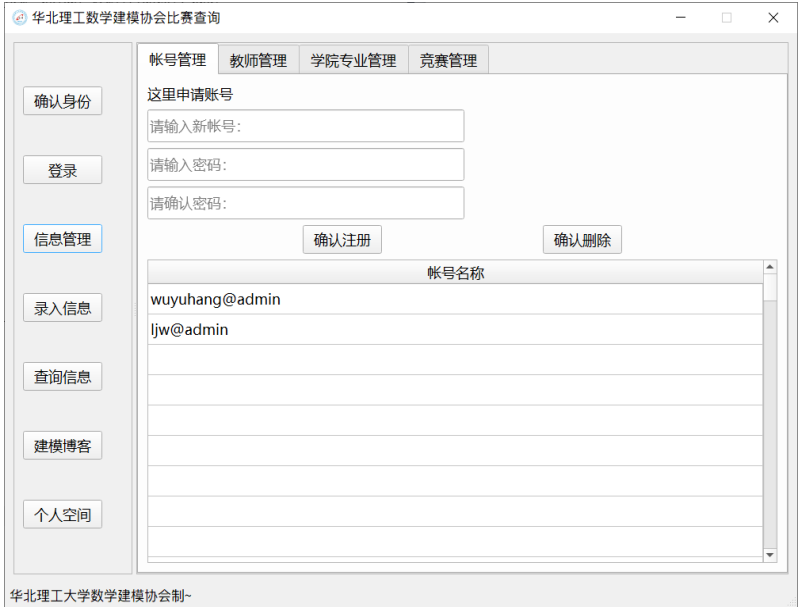 华北理工数学建模协会比赛查询
确认身份
登录
信息管理
录入信息
查询信息
建模博客
个人空间
帐号管理 教师管理 学院专业管理 竞赛管理
这里申请账号
请输入新帐号：
请输入密码：
请确认密码：
确认注册 确认删除
帐号名称
wuyuhang@admin
ljw@admin
华北理工大学数学建模协会制~